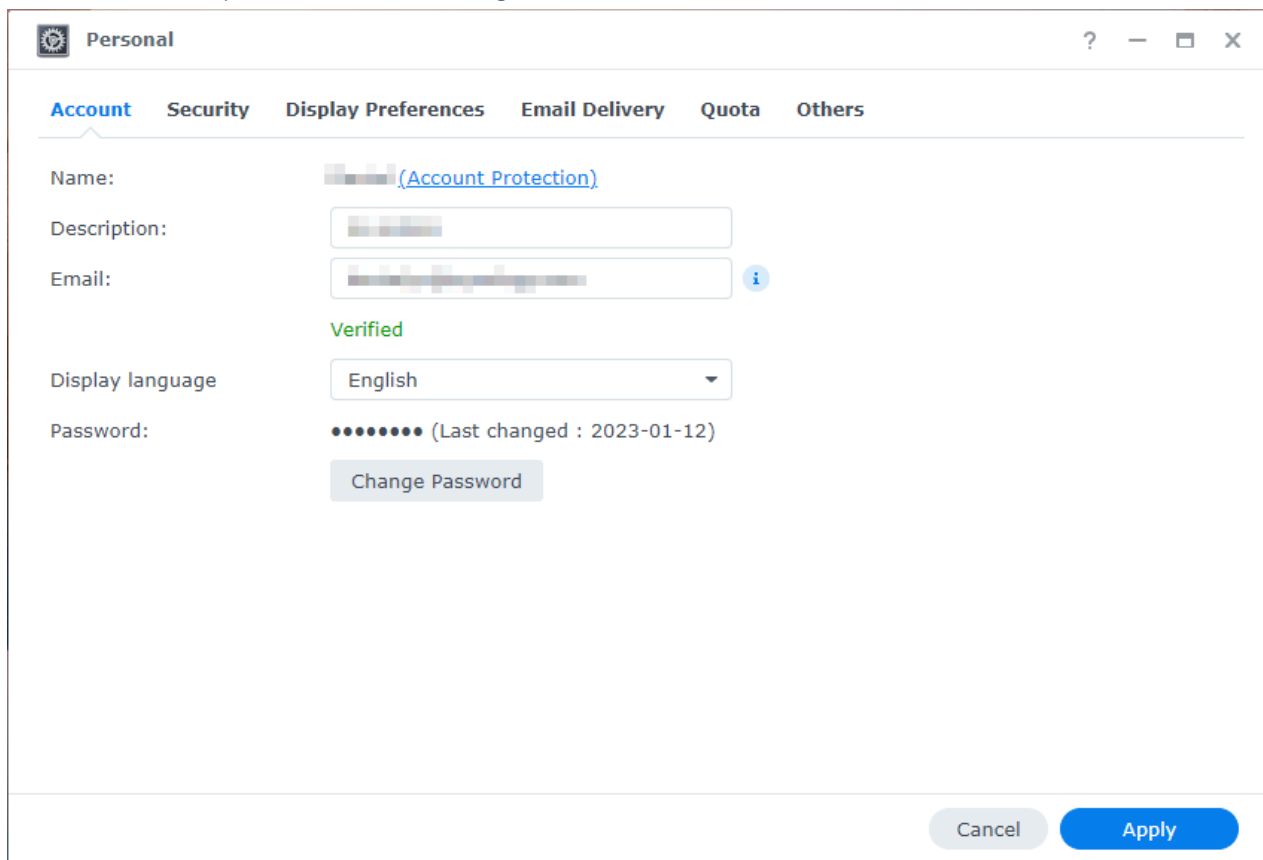 Personal
Account Security Display Preferences Email Delivery Quota Others
Name: (Account Protection)
Description:
Email:
Verified
Display language English
Password: •••••••• (Last changed : 2023-01-12)
Change Password
Cancel Apply